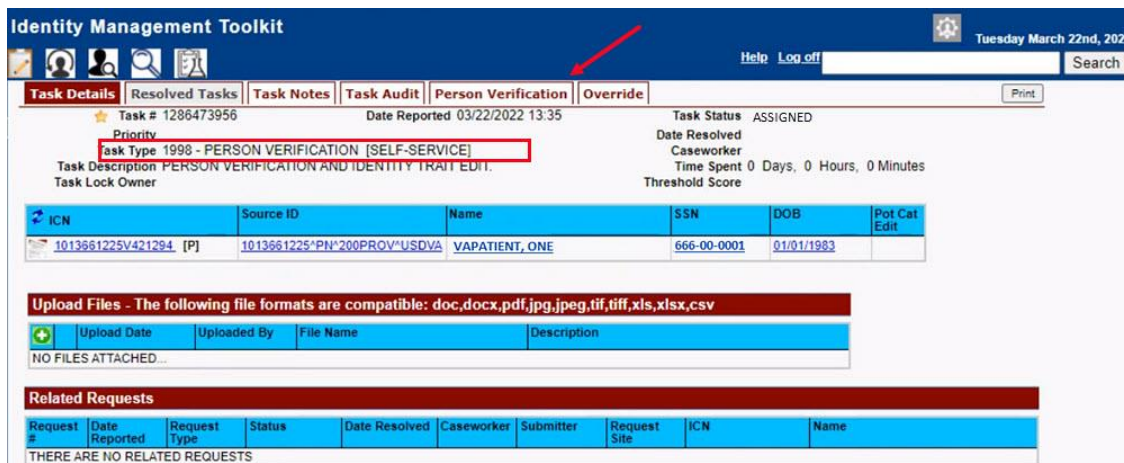 Identity Management Toolkit
Tuesday March 22nd, 202
Help Log off
Search
Task Details Resolved Tasks Task Notes Task Audit Person Verification Override
Print
Task # 1286473956 Date Reported 03/22/2022 13:35 Task Status ASSIGNED
Priority Date Resolved
Task Type 1998 - PERSON VERIFICATION [SELF-SERVICE] Caseworker
Task Description PERSON VERIFICATION AND IDENTITY TRAIT EDIT. Time Spent 0 Days, 0 Hours, 0 Minutes
Task Lock Owner Threshold Score
ICN Source ID Name SSN DOB Pot Cat Edit
1013661225V421294 [P] 1013661225^PN^200PROV^USDVA VAPATIENT, ONE 666-00-0001 01/01/1983
Upload Files - The following file formats are compatible: doc,docx,pdf,jpg,jpeg,tif,tiff,xls,xlsx,csv
Upload Date Uploaded By File Name Description
NO FILES ATTACHED...
Related Requests
Request # Date Reported Request Type Status Date Resolved Caseworker Submitter Request Site ICN Name
THERE ARE NO RELATED REQUESTS